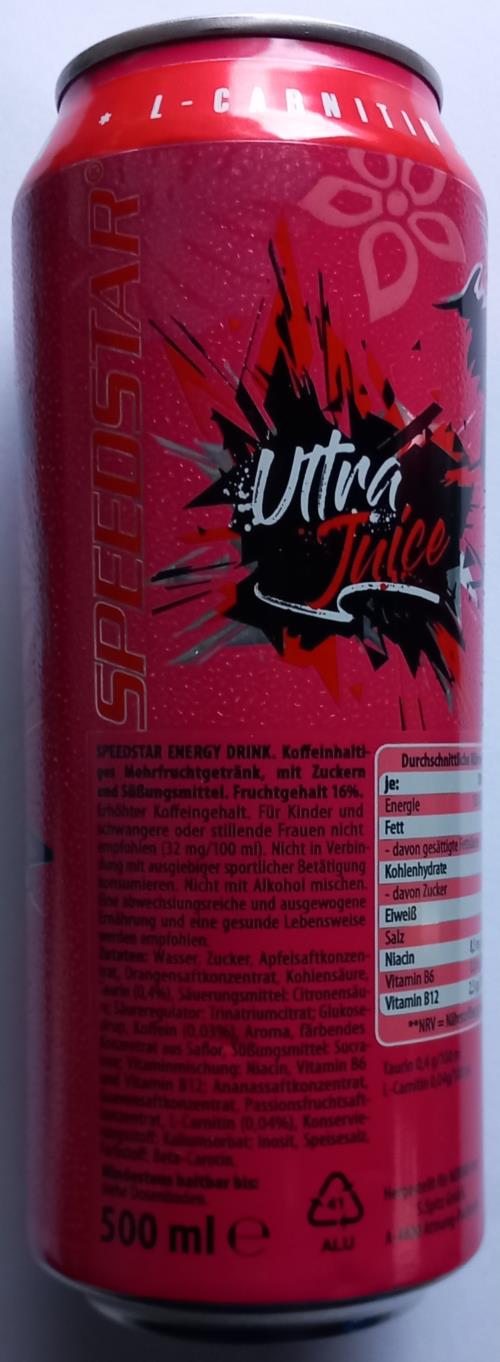 * L-CARNITIN
SPEEDSTAR®
Ultra
Juice
SPEEDSTAR ENERGY DRINK. Koffeinhalti-
ges Mehrfruchtgetränk, mit Zuckern
und Süßungsmittel. Fruchtgehalt 16%.
Erhöhter Koffeingehalt. Für Kinder und
schwangere oder stillende Frauen nicht
empfohlen (32 mg/100 ml). Nicht in Verbin-
dung mit ausgiebiger sportlicher Betätigung
konsumieren. Nicht mit Alkohol mischen.
Eine abwechslungsreiche und ausgewogene
Ernährung und eine gesunde Lebensweise
werden empfohlen.
Zutaten: Wasser, Zucker, Apfelsaftkonzen-
trat, Orangensaftkonzentrat, Kohlensäure,
Taurin (0,4%), Säuerungsmittel: Citronensäu-
re; Säureregulator: Trinatriumcitrat; Glukose-
sirup, Koffein (0,03%), Aroma, färbendes
Konzentrat aus Saflor, Süßungsmittel: Sucra-
lose; Vitaminmischung: Niacin, Vitamin B6
und Vitamin B12; Ananassaftkonzentrat,
Passionsfruchtsaft-
konzentrat, L-Carnitin (0,04%), Konservie-
rungsstoff: Kaliumsorbat; Inosit, Speisesalz,
Farbstoff: Beta-Carotin.
Mindestens haltbar bis:
siehe Dosenboden.
500 ml e
41
ALU
Durchschnittliche
Je:
Energie
Fett
- davon gesättigte
Kohlenhydrate
- davon Zucker
Eiweiß
Salz
Niacin
Vitamin B6
Vitamin B12
**NRV =
Taurin 0,4 g/100
L-Carnitin 0,04g/
Hergestellt für
S.Spitz